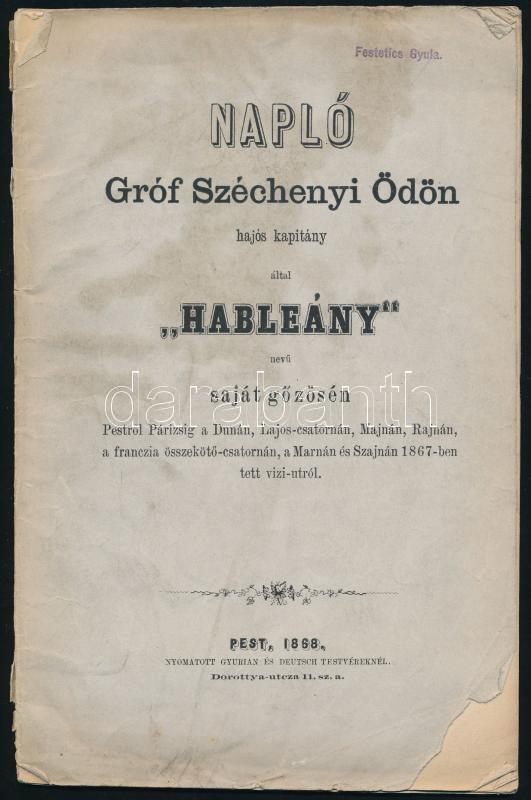 Festetics Gyula.
NAPLÓ
Gróf Széchenyi Ödön
hajós kapitány
által
„HABLEÁNY“
nevű
saját gőzösén
darabanth
Pestről Párizsig a Dunán, Lajos-csatornán, Majnán, Rajnán,
a franczia összekötő-csatornán, a Marnán és Szajnán 1867-ben
tett vizi-utról.
PEST, 1868.
NYOMATOTT GYURIAN ÉS DEUTSCH TESTVÉREKNÉL.
Dorottya-utcza 11. sz. a.